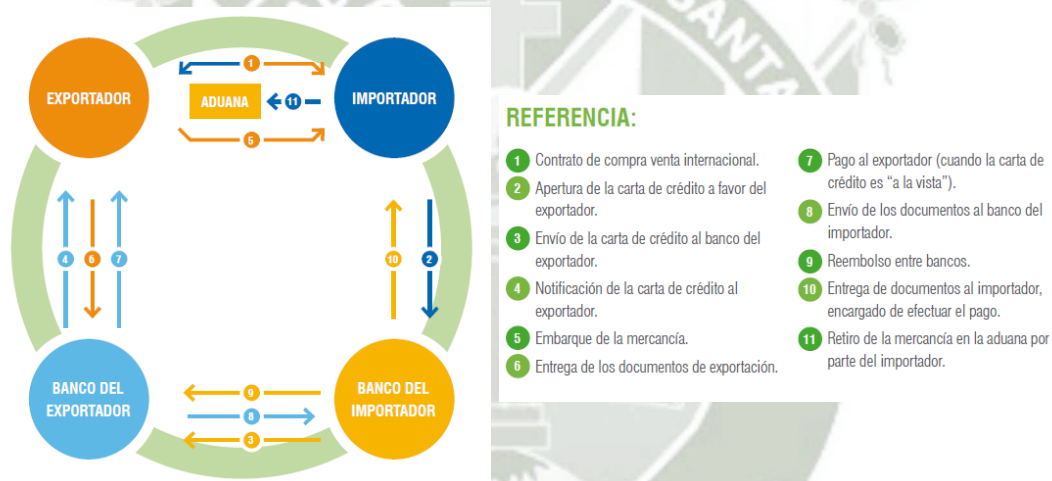 SANTA
EXPORTADOR
1
ADUANA
11
IMPORTADOR
5
4
6
7
10
2
BANCO DEL
EXPORTADOR
9
8
3
BANCO DEL
IMPORTADOR
REFERENCIA:
1 Contrato de compra venta internacional.
2 Apertura de la carta de crédito a favor del
exportador.
3 Envío de la carta de crédito al banco del
exportador.
4 Notificación de la carta de crédito al
exportador.
5 Embarque de la mercancía.
6 Entrega de los documentos de exportación.
7 Pago al exportador (cuando la carta de
crédito es “a la vista”).
8 Envío de los documentos al banco del
importador.
9 Reembolso entre bancos.
10 Entrega de documentos al importador,
encargado de efectuar el pago.
11 Retiro de la mercancía en la aduana por
parte del importador.